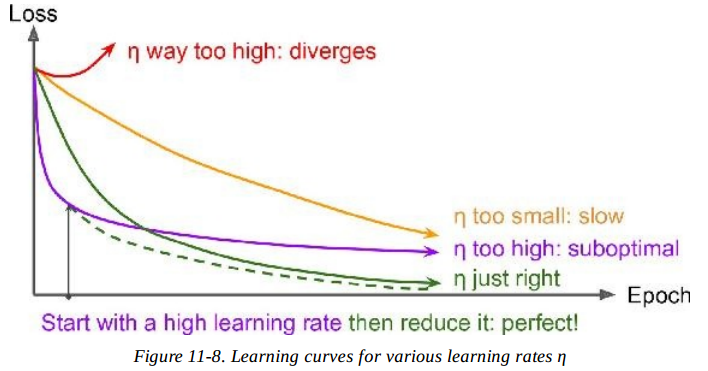 Loss
η way too high: diverges
η too small: slow
η too high: suboptimal
η just right
Epoch
Start with a high learning rate then reduce it: perfect!
Figure 11-8. Learning curves for various learning rates η